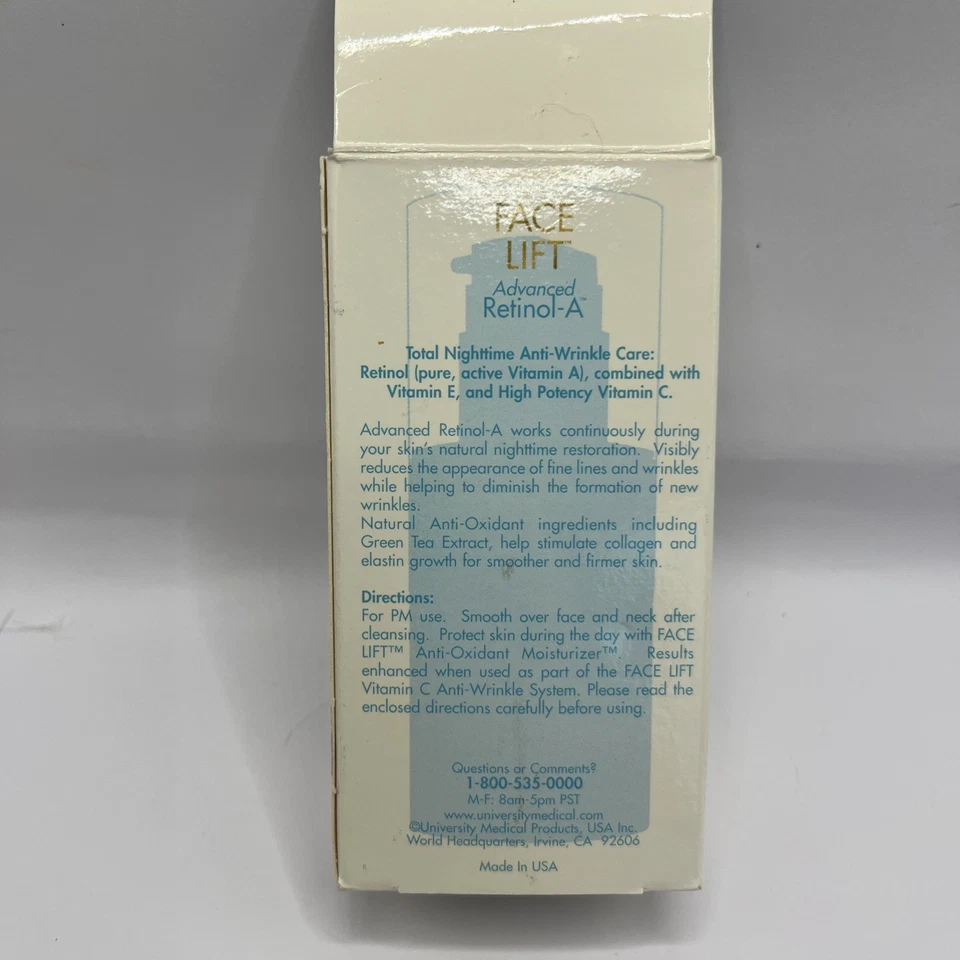 FACE
LIFT™
Advanced
Retinol-A™
Total Nighttime Anti-Wrinkle Care:
Retinol (pure, active Vitamin A), combined with
Vitamin E, and High Potency Vitamin C.
Advanced Retinol-A works continuously during
your skin's natural nighttime restoration. Visibly
reduces the appearance of fine lines and wrinkles
while helping to diminish the formation of new
wrinkles.
Natural Anti-Oxidant ingredients including
Green Tea Extract, help stimulate collagen and
elastin growth for smoother and firmer skin.
Directions:
For PM use. Smooth over face and neck after
cleansing. Protect skin during the day with FACE
LIFT™ Anti-Oxidant Moisturizer™. Results
enhanced when used as part of the FACE LIFT
Vitamin C Anti-Wrinkle System. Please read the
enclosed directions carefully before using.
Questions or Comments?
1-800-535-0000
M-F: 8am-5pm PST
www.universitymedical.com
©University Medical Products, USA Inc.
World Headquarters, Irvine, CA 92606
Made In USA